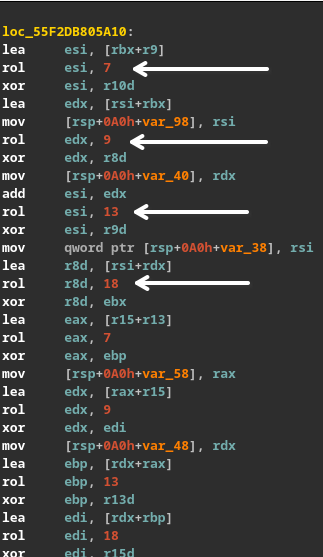 loc_55F2DB805A10:
lea esi, [rbx+r9]
rol esi, 7
xor esi, r10d
lea edx, [rsi+rbx]
mov [rsp+0A0h+var_98], rsi
rol edx, 9
xor edx, r8d
mov [rsp+0A0h+var_40], rdx
add esi, edx
rol esi, 13
xor esi, r9d
mov qword ptr [rsp+0A0h+var_38], rsi
lea r8d, [rsi+rdx]
rol r8d, 18
xor r8d, ebx
lea eax, [r15+r13]
rol eax, 7
xor eax, ebp
mov [rsp+0A0h+var_58], rax
lea edx, [rax+r15]
rol edx, 9
xor edx, edi
mov [rsp+0A0h+var_48], rdx
lea ebp, [rdx+rax]
rol ebp, 13
xor ebp, r13d
lea edi, [rdx+rbp]
rol edi, 18
xor edi, r15d